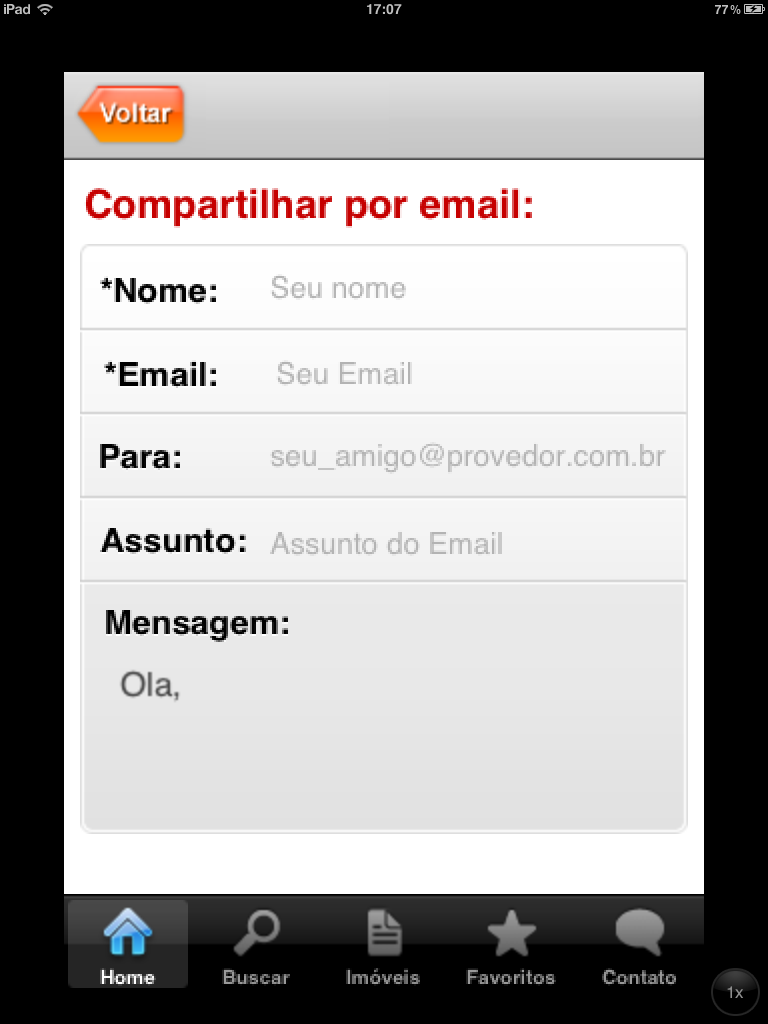 iPad 17:07 77%
Voltar
Compartilhar por email:
*Nome: Seu nome
*Email: Seu Email
Para: seu_amigo@provedor.com.br
Assunto: Assunto do Email
Mensagem:
Ola,
Home Buscar Imóveis Favoritos Contato
1x